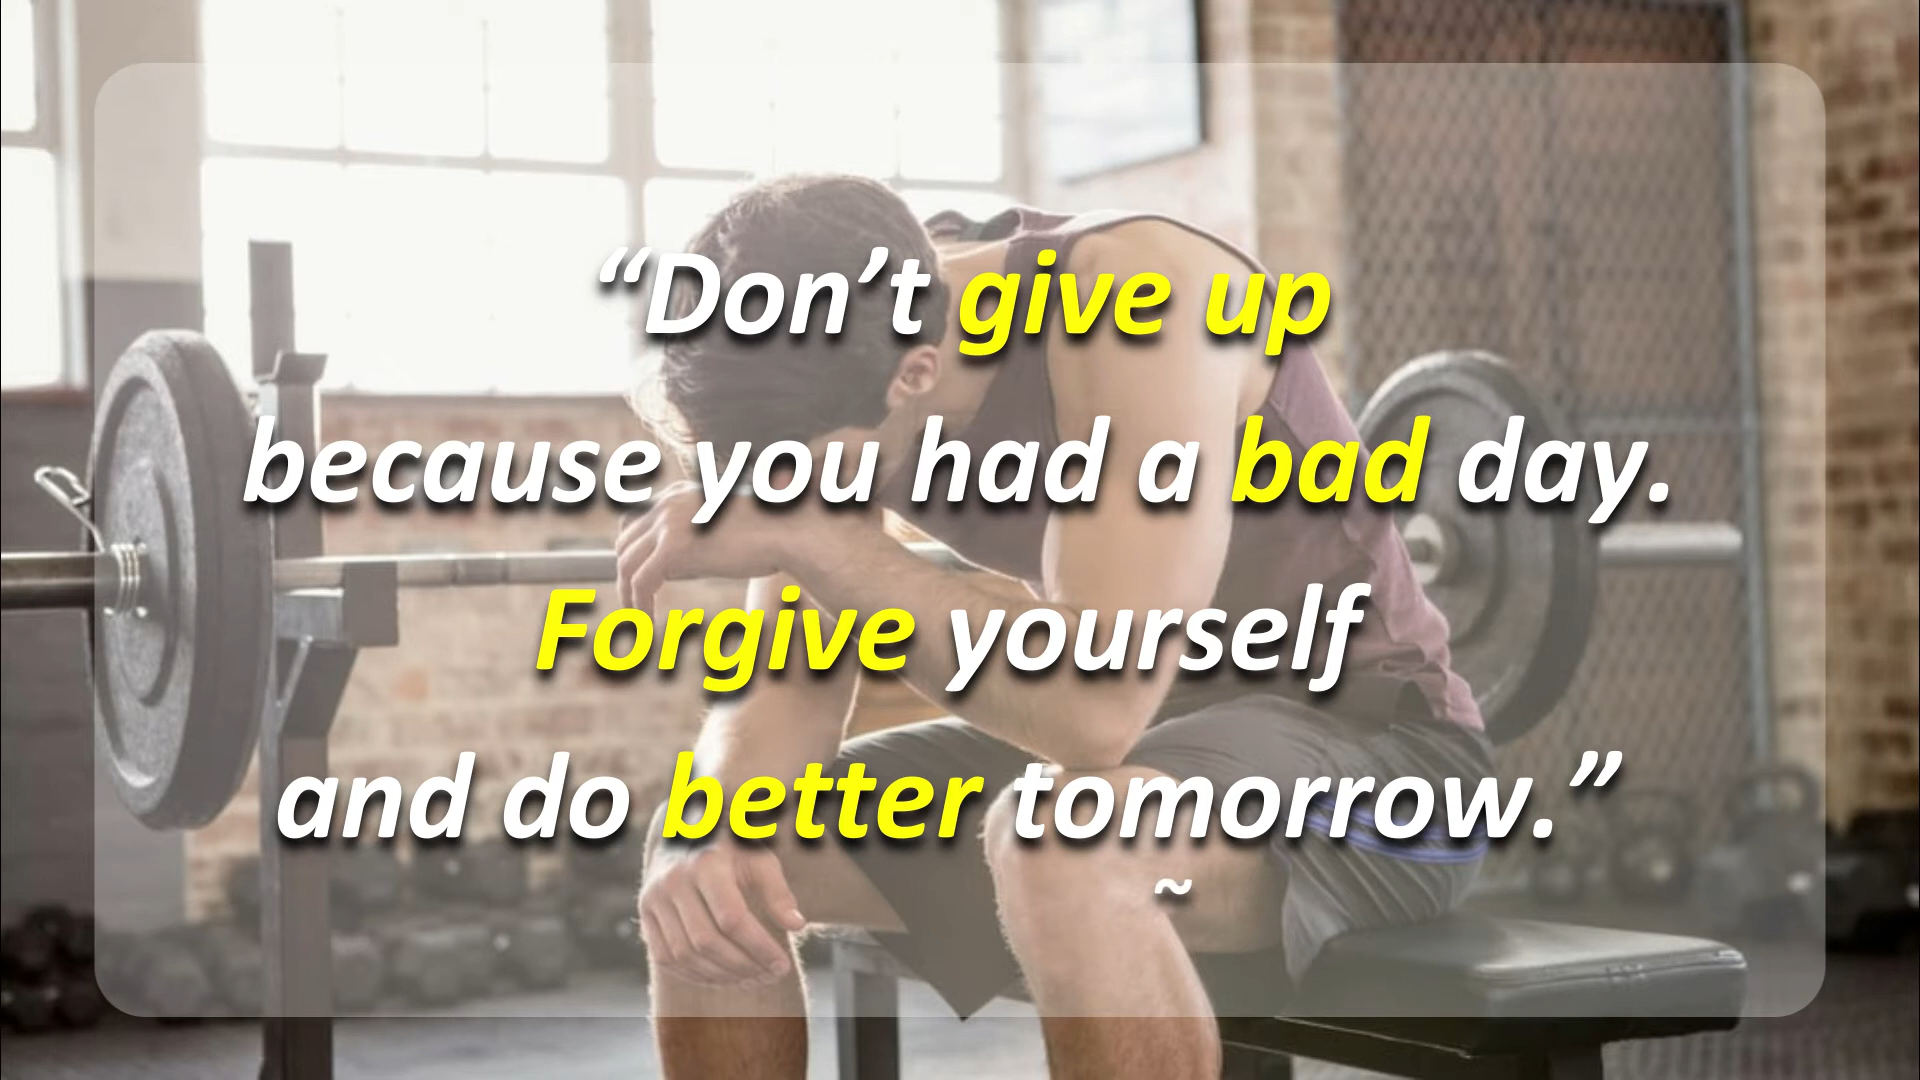 “Don’t give up
because you had a bad day.
Forgive yourself
and do better tomorrow.”
~